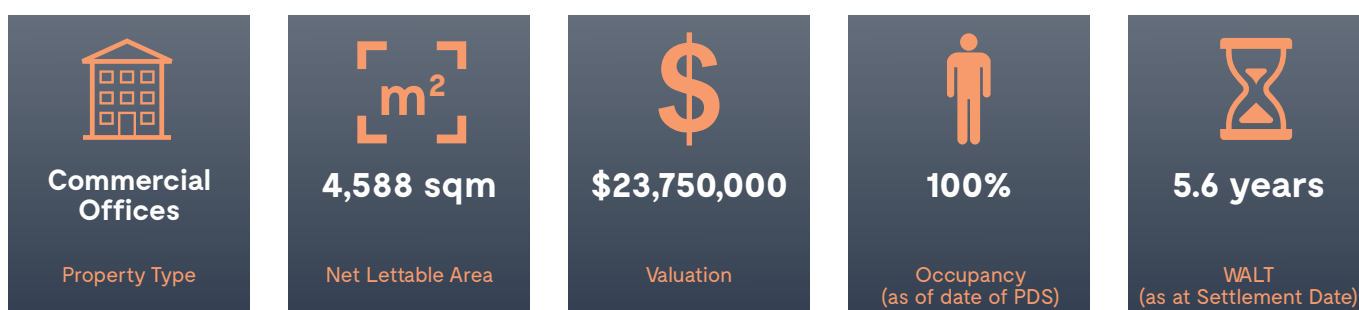 Commercial
Offices
Property Type
m²
4,588 sqm
Net Lettable Area
$
$23,750,000
Valuation
100%
Occupancy
(as of date of PDS)
5.6 years
WALT
(as at Settlement Date)